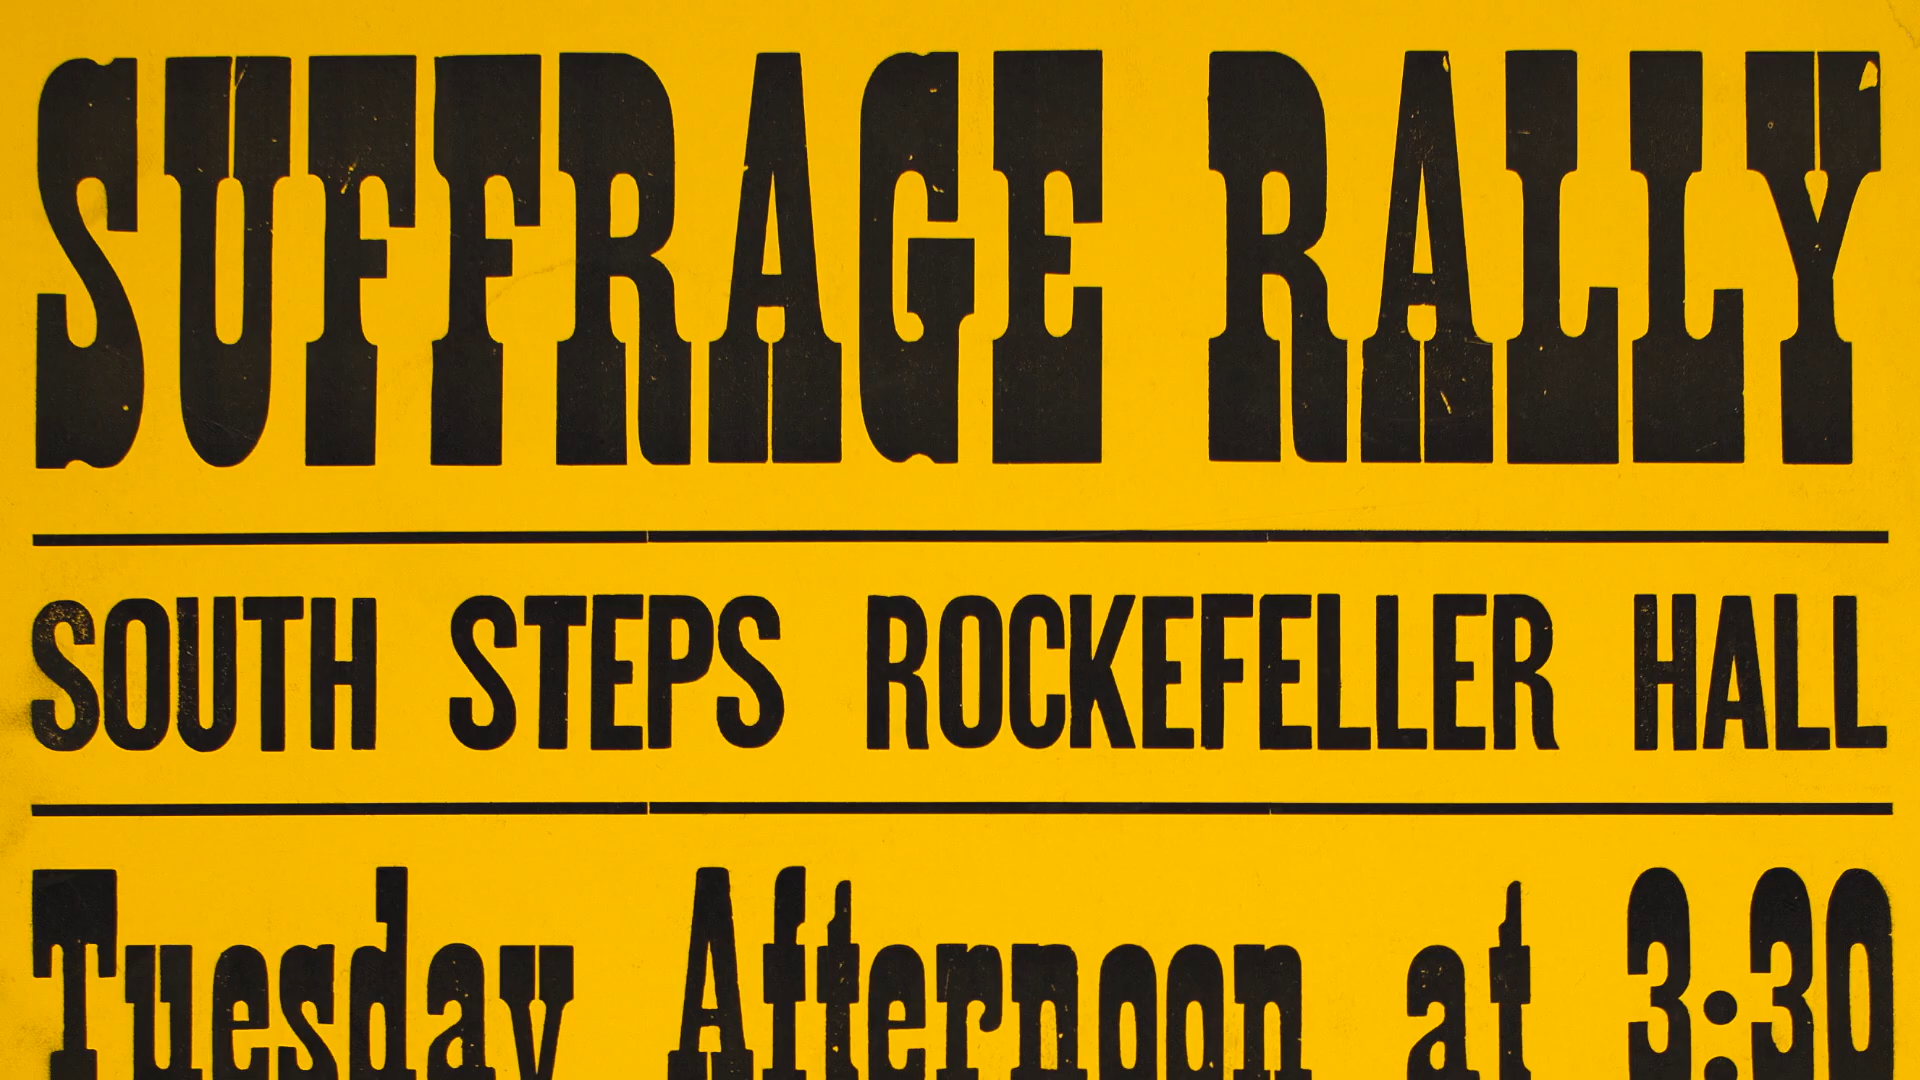 SUFFRAGE RALLY
SOUTH STEPS ROCKEFELLER HALL
Tuesday Afternoon at 3:30